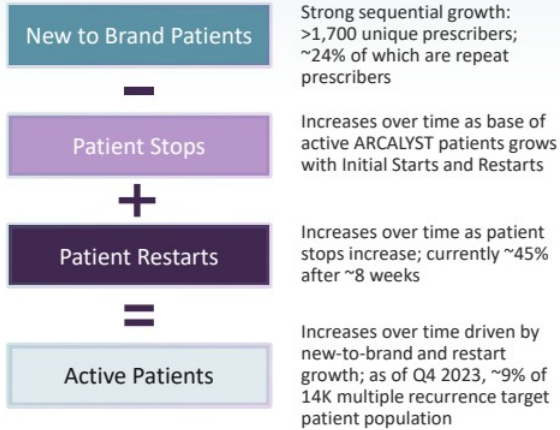 New to Brand Patients
Strong sequential growth:
>1,700 unique prescribers;
~24% of which are repeat
prescribers
-
Patient Stops
Increases over time as base of
active ARCALYST patients grows
with Initial Starts and Restarts
+
Patient Restarts
Increases over time as patient
stops increase; currently ~45%
after ~8 weeks
=
Active Patients
Increases over time driven by
new-to-brand and restart
growth; as of Q4 2023, ~9% of
14K multiple recurrence target
patient population